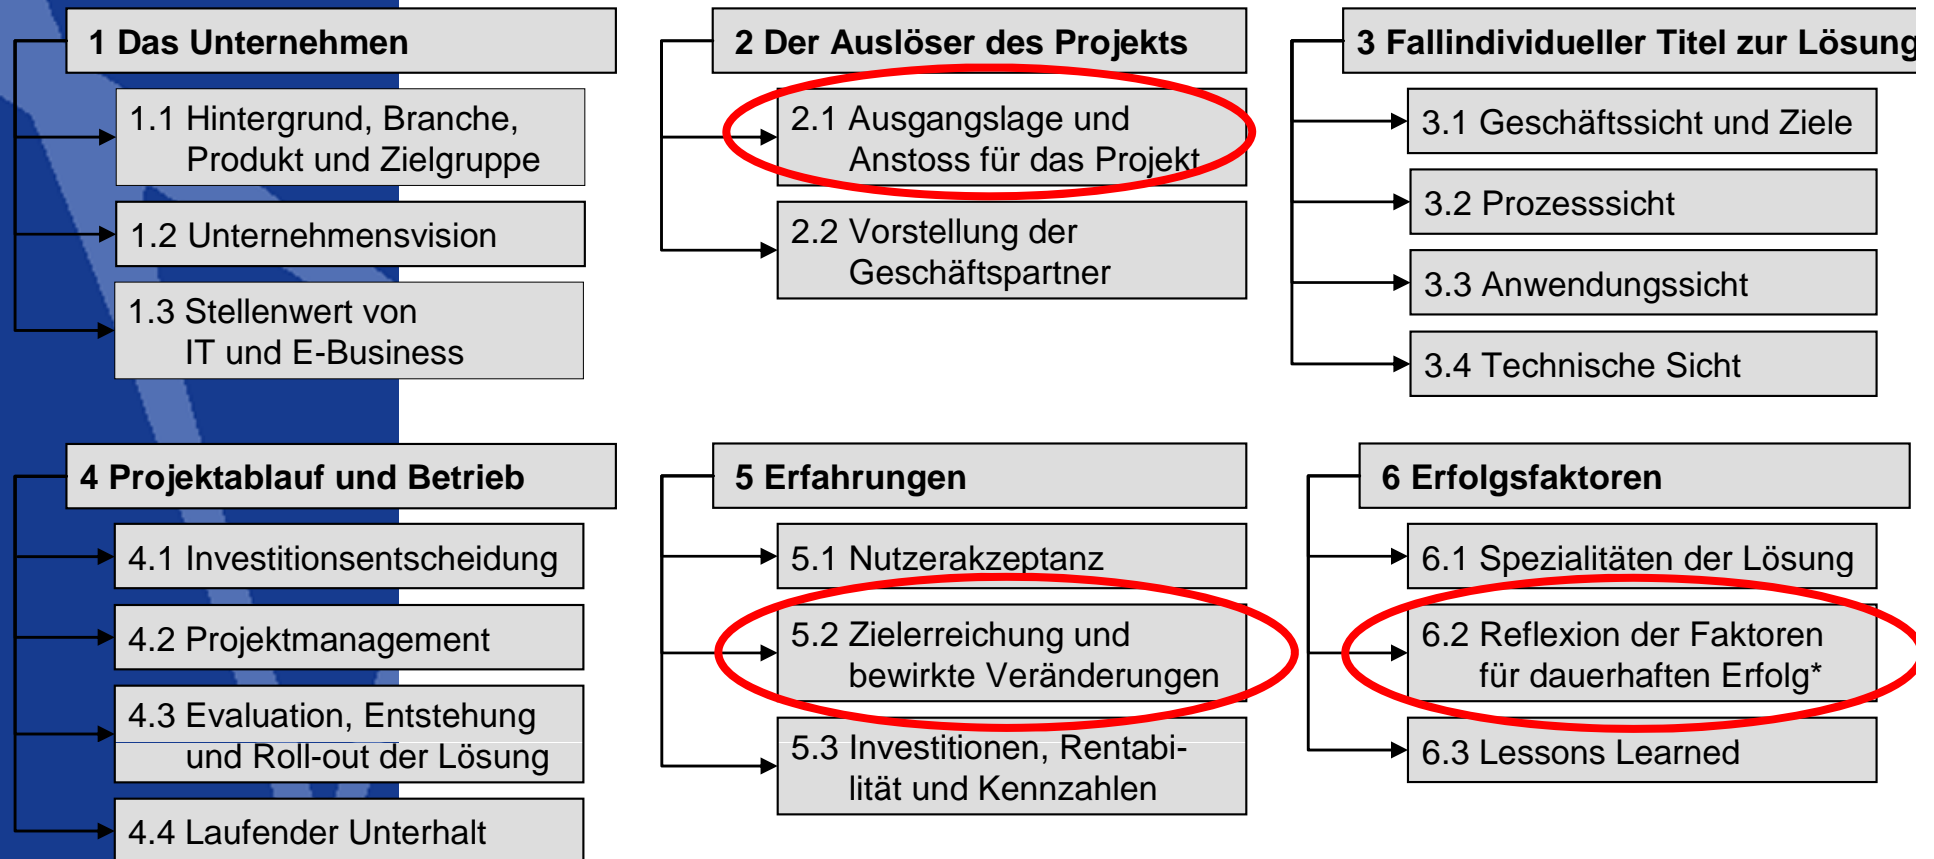 1 Das Unternehmen
1.1 Hintergrund, Branche,
Produkt und Zielgruppe
1.2 Unternehmensvision
1.3 Stellenwert von
IT und E-Business
2 Der Auslöser des Projekts
2.1 Ausgangslage und
Anstoss für das Projekt
2.2 Vorstellung der
Geschäftspartner
3 Fallindividueller Titel zur Lösung
3.1 Geschäftssicht und Ziele
3.2 Prozesssicht
3.3 Anwendungssicht
3.4 Technische Sicht
4 Projektablauf und Betrieb
4.1 Investitionsentscheidung
4.2 Projektmanagement
4.3 Evaluation, Entstehung
und Roll-out der Lösung
4.4 Laufender Unterhalt
5 Erfahrungen
5.1 Nutzerakzeptanz
5.2 Zielerreichung und
bewirkte Veränderungen
5.3 Investitionen, Rentabi-
lität und Kennzahlen
6 Erfolgsfaktoren
6.1 Spezialitäten der Lösung
6.2 Reflexion der Faktoren
für dauerhaften Erfolg*
6.3 Lessons Learned